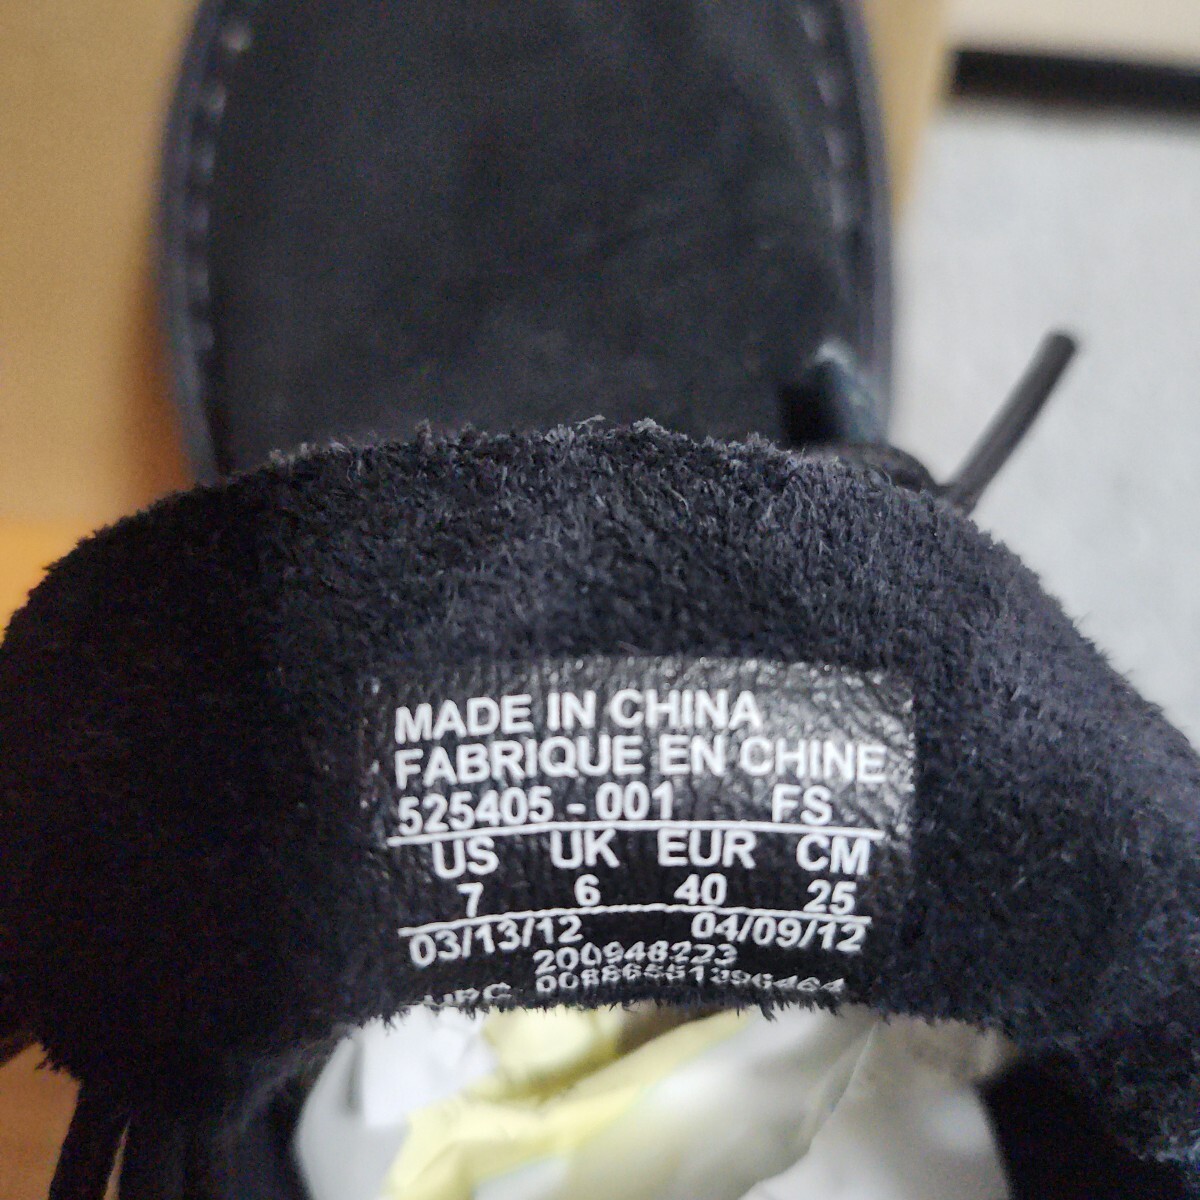 MADE IN CHINA
FABRIQUE EN CHINE
525405 - 001 FS
US UK EUR CM
7 6 40 25
03/13/12 04/09/12
200948223
UPC